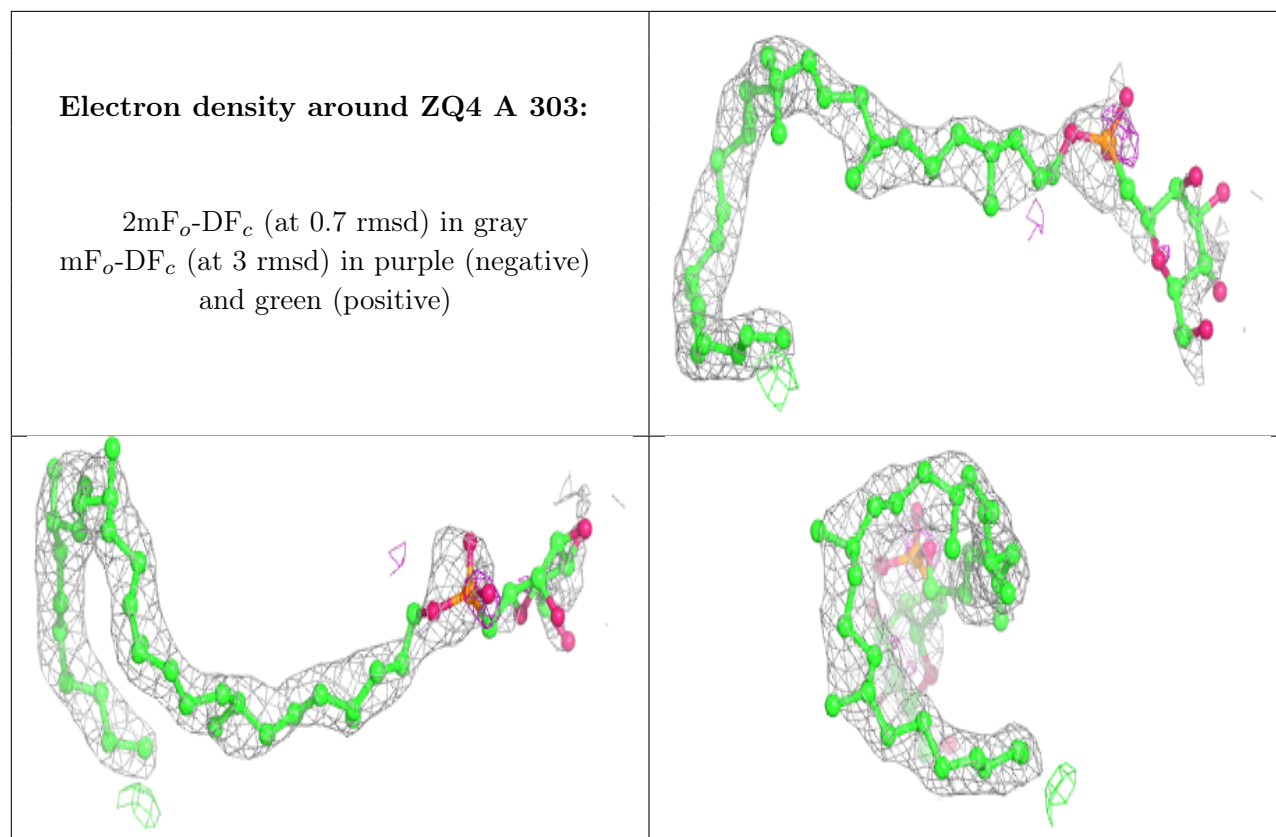 Electron density around ZQ4 A 303:
2mFo-DFc (at 0.7 rmsd) in gray
mFo-DFc (at 3 rmsd) in purple (negative)
and green (positive)